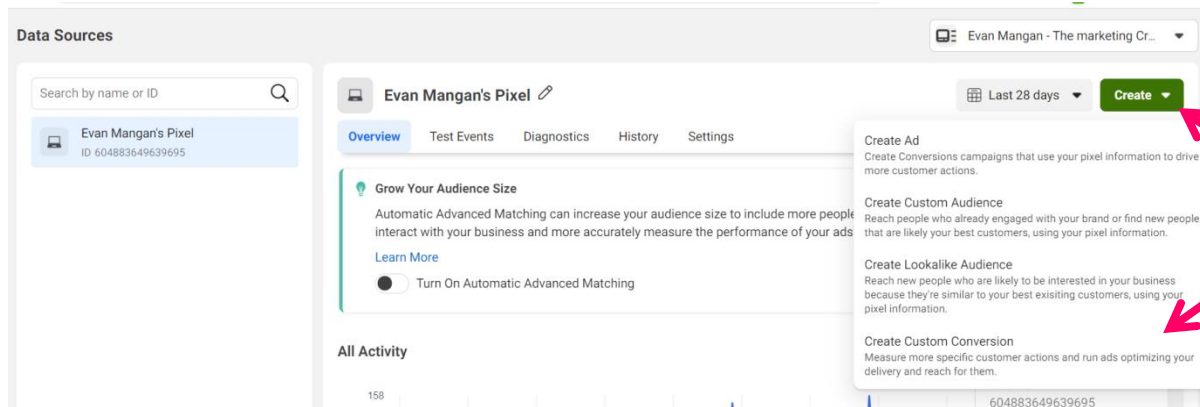 Data Sources
Evan Mangan - The marketing Cr...
Search by name or ID
Evan Mangan's Pixel
ID 604883649639695
Evan Mangan's Pixel
Last 28 days
Create
Overview
Test Events
Diagnostics
History
Settings
Grow Your Audience Size
Automatic Advanced Matching can increase your audience size to include more people
interact with your business and more accurately measure the performance of your ads
Learn More
Turn On Automatic Advanced Matching
Create Ad
Create Conversions campaigns that use your pixel information to drive
more customer actions.
Create Custom Audience
Reach people who already engaged with your brand or find new people
that are likely your best customers, using your pixel information.
Create Lookalike Audience
Reach new people who are likely to be interested in your business
because they're similar to your best exisiting customers, using your
pixel information.
Create Custom Conversion
Measure more specific customer actions and run ads optimizing your
delivery and reach for them.
All Activity
158
604883649639695